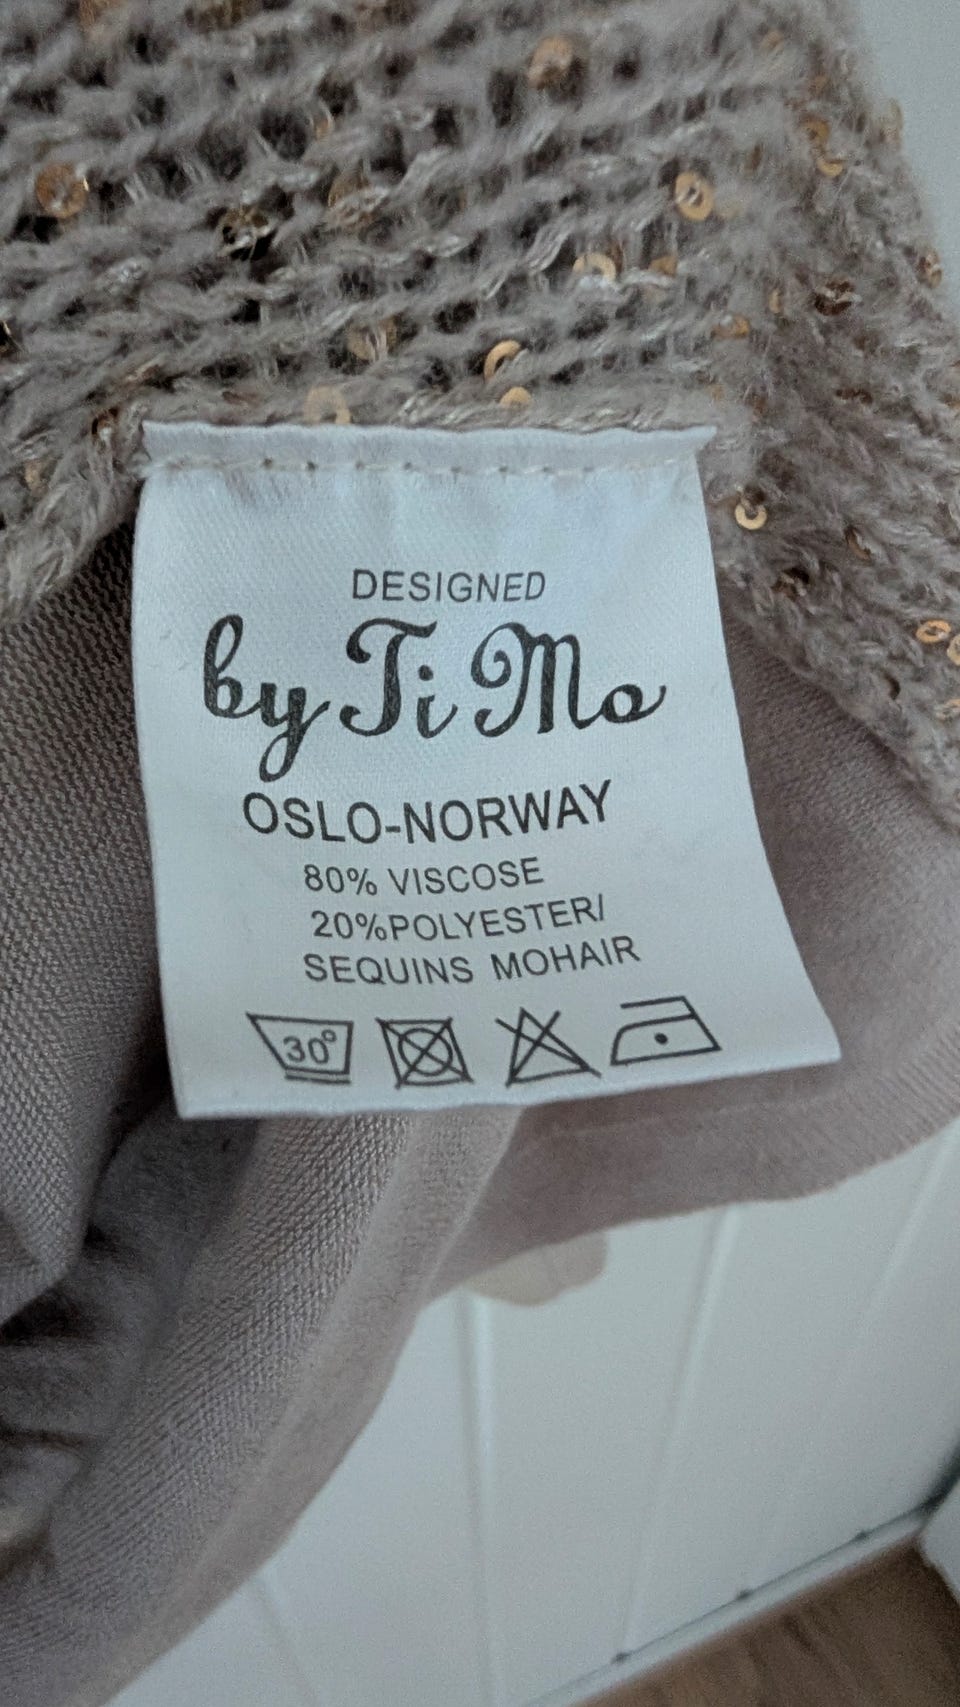 DESIGNED
by Ti Mo
OSLO-NORWAY
80% VISCOSE
20%POLYESTER/
SEQUINS MOHAIR
30°